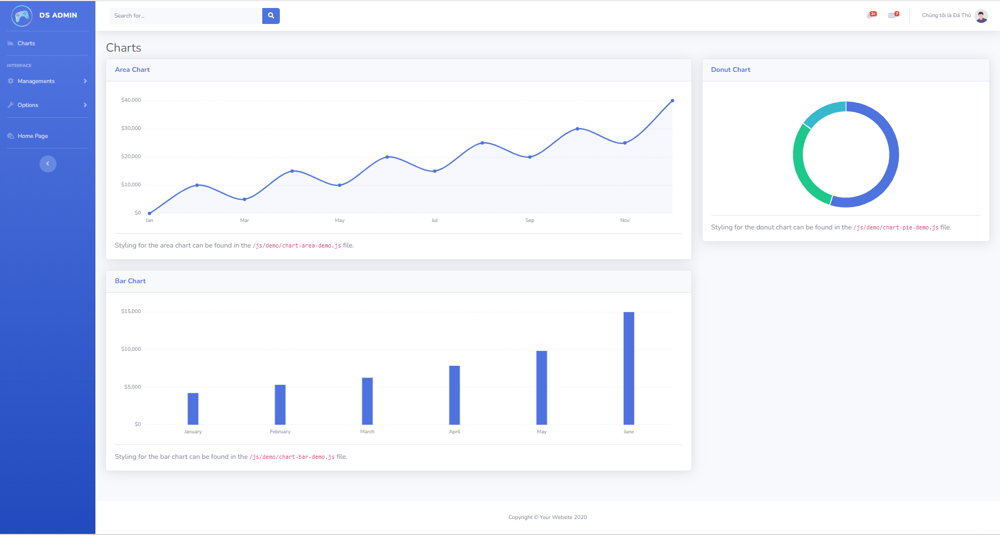 DS ADMIN
Charts
INTERFACE
Managements
Options
Home Page
Search for...
3+
7
Chúng tôi là Đá Thủ
Charts
Area Chart
$40,000
$30,000
$20,000
$10,000
$0
Jan Mar May Jul Sep Nov
Styling for the area chart can be found in the /js/demo/chart-area-demo.js file.
Donut Chart
Styling for the donut chart can be found in the /js/demo/chart-pie-demo.js file.
Bar Chart
$15,000
$10,000
$5,000
$0
January February March April May June
Styling for the bar chart can be found in the /js/demo/chart-bar-demo.js file.
Copyright © Your Website 2020